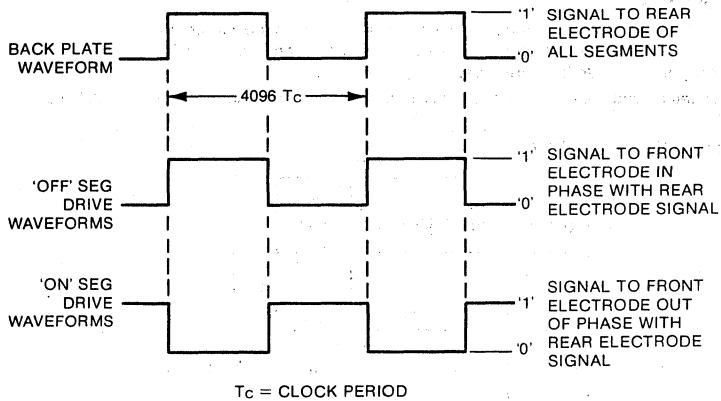 BACK PLATE
WAVEFORM
'1' SIGNAL TO REAR
ELECTRODE OF
'0' ALL SEGMENTS
4096 Tc
'OFF' SEG
DRIVE
WAVEFORMS
'1' SIGNAL TO FRONT
ELECTRODE IN
PHASE WITH REAR
'0' ELECTRODE SIGNAL
'ON' SEG
DRIVE
WAVEFORMS
SIGNAL TO FRONT
'1' ELECTRODE OUT
OF PHASE WITH
'0' REAR ELECTRODE
SIGNAL
Tc = CLOCK PERIOD